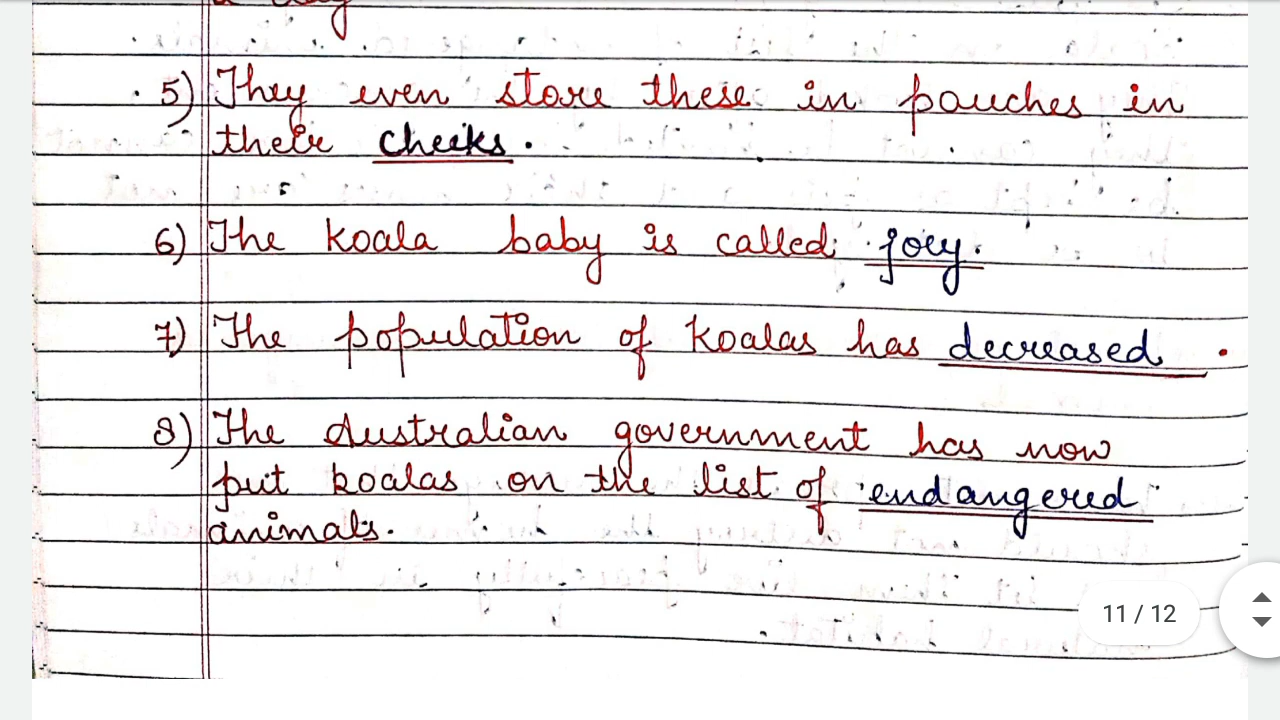 5) They even store these in pouches in
their cheeks.
6) The koala baby is called joey.
7) The population of koalas has decreased.
8) The Australian government has now
put koalas on the list of endangered
animals.
11 / 12